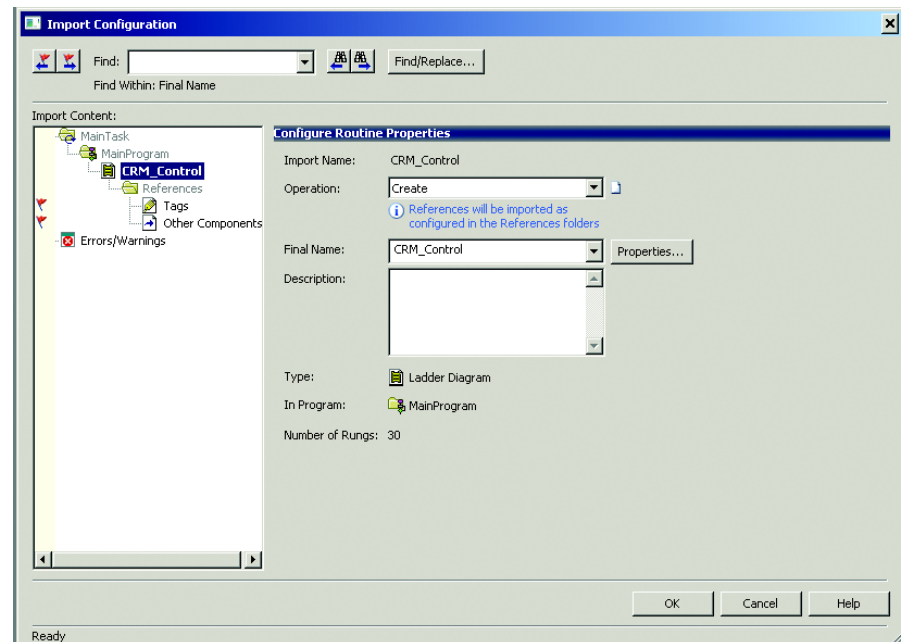 Import Configuration
Find:
Find/Replace...
Find Within: Final Name
Import Content:
MainTask
MainProgram
CRM_Control
References
Tags
Other Components
Errors/Warnings
Configure Routine Properties
Import Name: CRM_Control
Operation: Create
References will be imported as
configured in the References folders
Final Name: CRM_Control Properties...
Description:
Type: Ladder Diagram
In Program: MainProgram
Number of Rungs: 30
OK Cancel Help
Ready